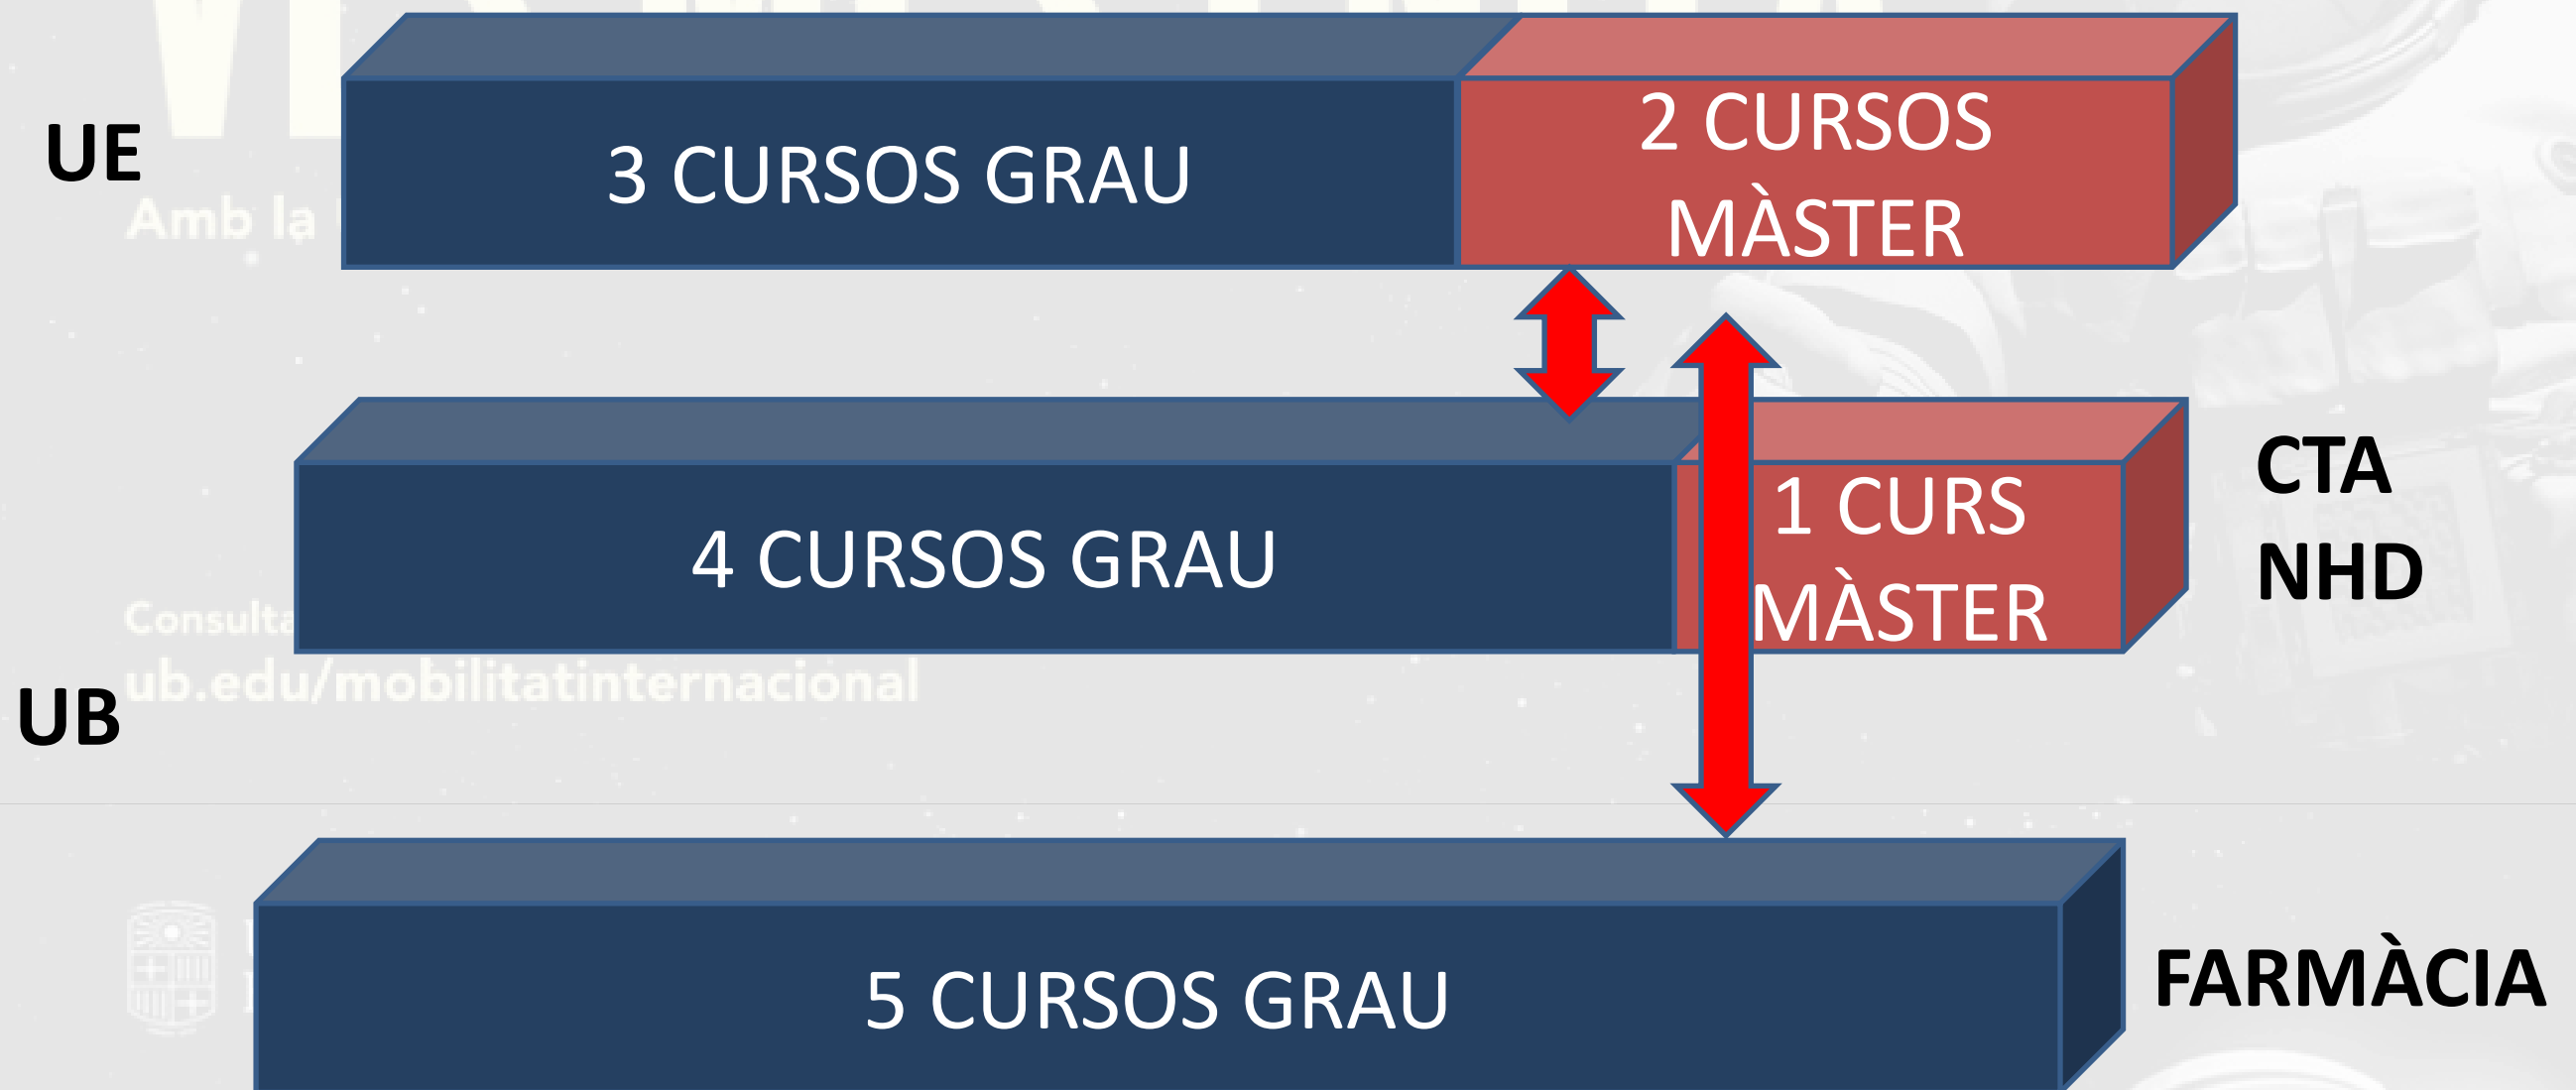 UE
3 CURSOS GRAU
2 CURSOS
MÀSTER
Amb la
4 CURSOS GRAU
1 CURS
MÀSTER
CTA
NHD
Consulta
ub.edu/mobilitatinternacional
UB
5 CURSOS GRAU
FARMÀCIA